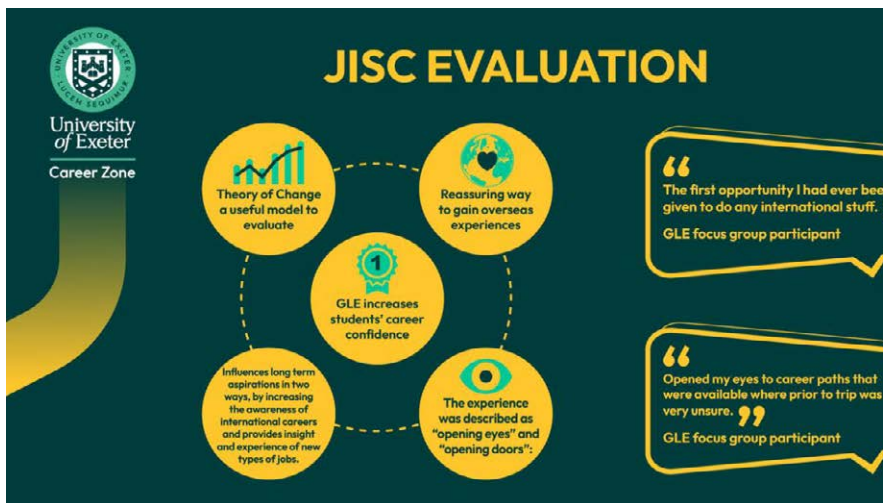 UNIVERSITY OF EXETER
LUCEM SEQUIMUR
University
of Exeter
Career Zone
JISC EVALUATION
Theory of Change
a useful model to
evaluate
Reassuring way
to gain overseas
experiences
1
GLE increases
students' career
confidence
Influences long term
aspirations in two
ways, by increasing
the awareness of
international careers
and provides insight
and experience of new
types of jobs.
The experience
was described as
"opening eyes" and
"opening doors":
“
The first opportunity I had ever bee
given to do any international stuff.
GLE focus group participant
“
Opened my eyes to career paths that
were available where prior to trip was
very unsure. ”
GLE focus group participant